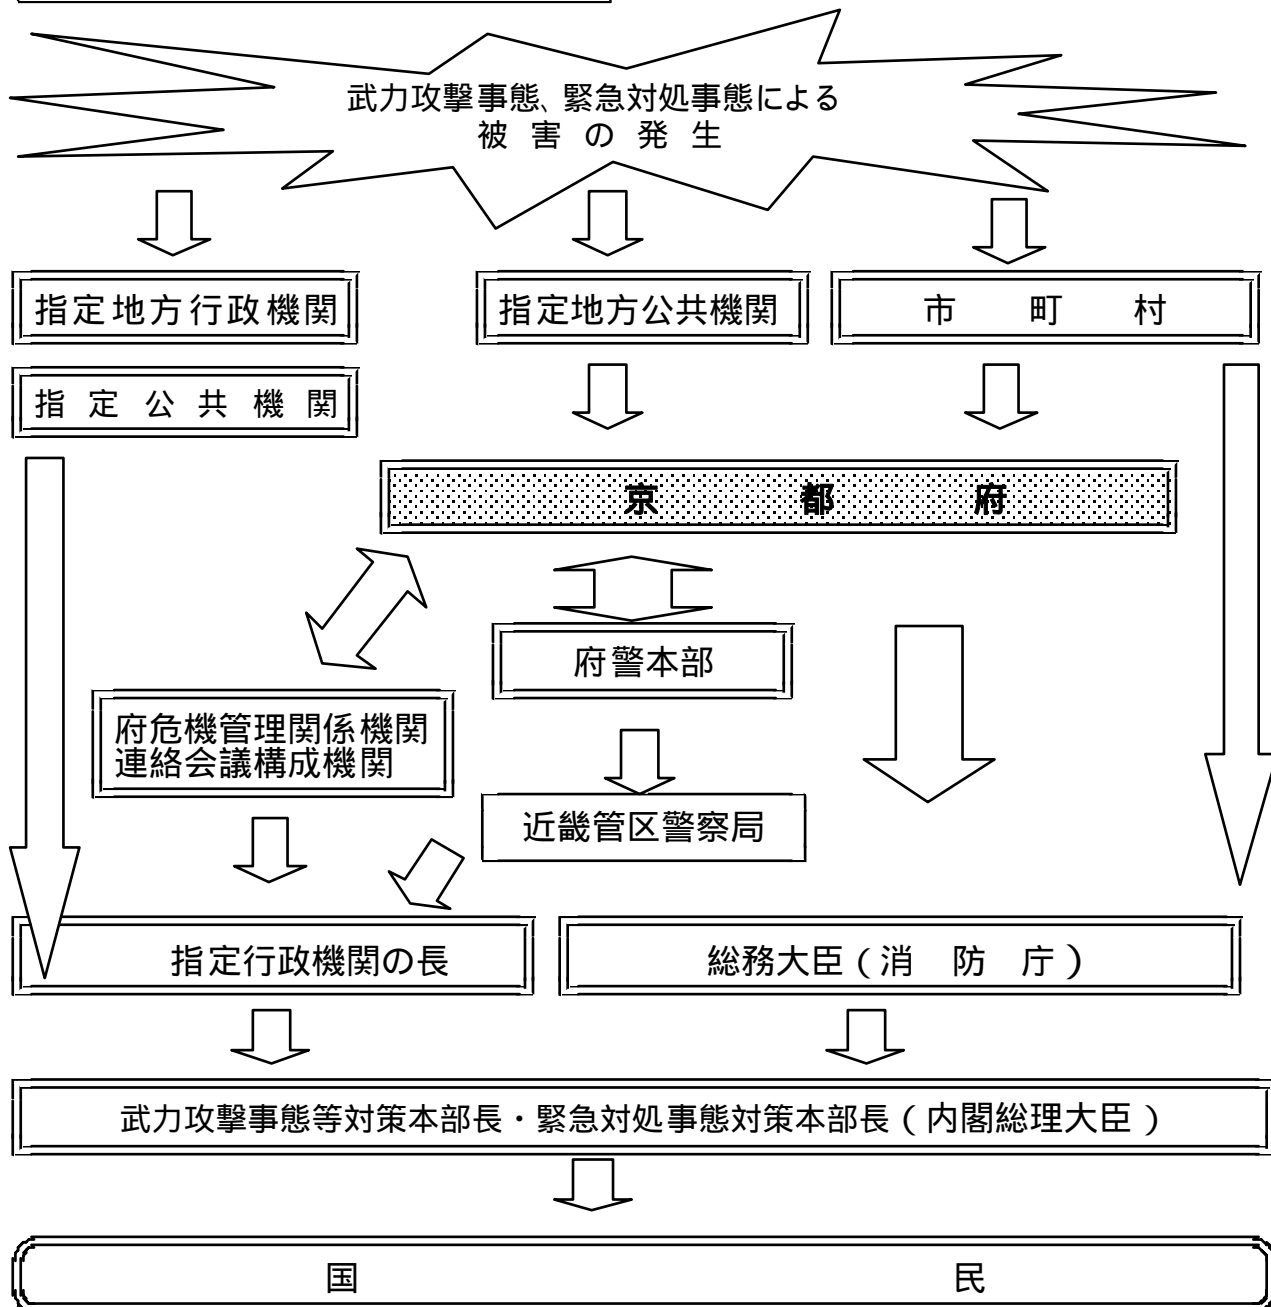 武力攻撃事態、緊急対処事態による
被害の発生
指定地方行政機関
指定地方公共機関
市町村
指定公共機関
京都府
府警本部
府危機管理関係機関
連絡会議構成機関
近畿管区警察局
指定行政機関の長
総務大臣(消防庁)
武力攻撃事態等対策本部長・緊急対処事態対策本部長(内閣総理大臣)
国民